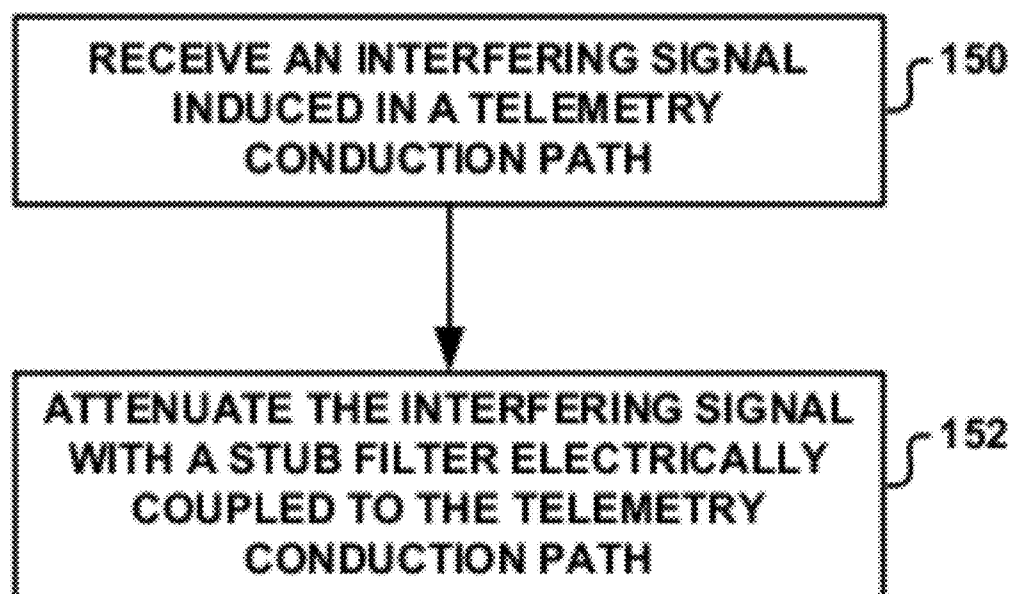 RECEIVE AN INTERFERING SIGNAL
INDUCED IN A TELEMETRY
CONDUCTION PATH
150
ATTENUATE THE INTERFERING SIGNAL
WITH A STUB FILTER ELECTRICALLY
COUPLED TO THE TELEMETRY
CONDUCTION PATH
152